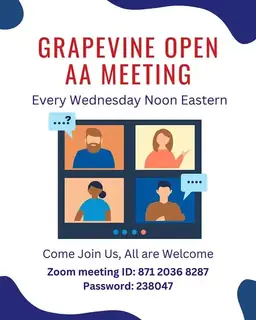 GRAPEVINE OPEN
AA MEETING
Every Wednesday Noon Eastern
...?
...
Come Join Us, All are Welcome
Zoom meeting ID: 871 2036 8287
Password: 238047